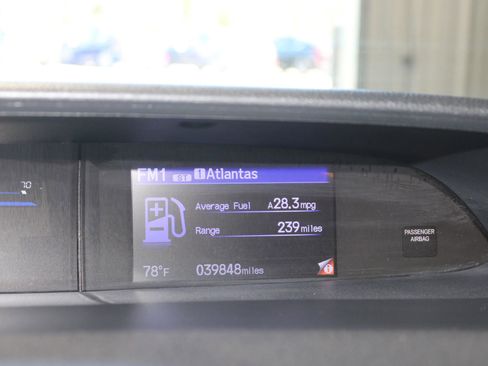 70
FM1 ST 1 Atlantas
Average Fuel A28.3mpg
Range 239miles
PASSENGER
AIRBAG
78°F 039848miles